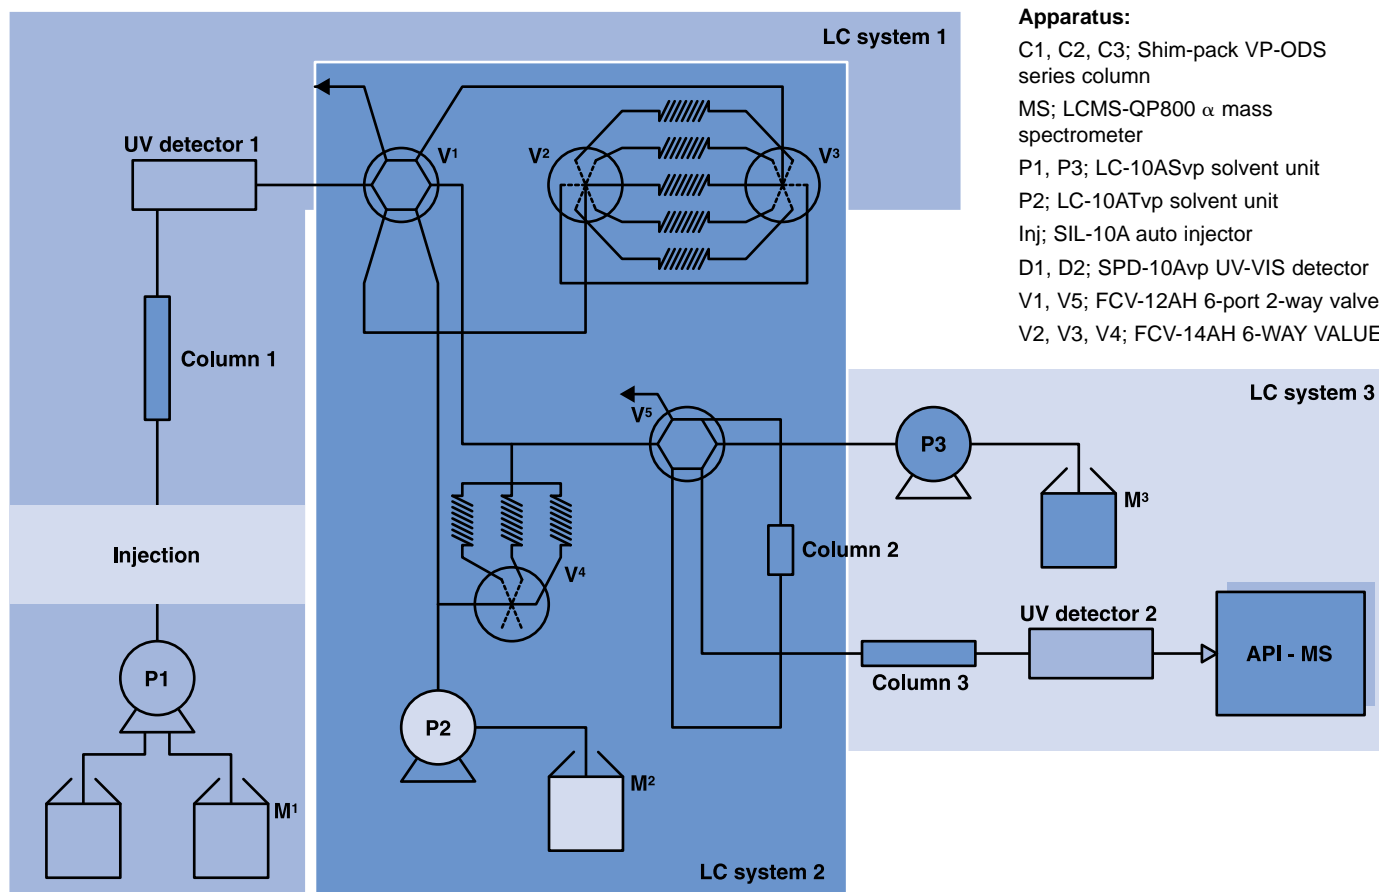 LC system 1
Apparatus:
C1, C2, C3; Shim-pack VP-ODS
series column
MS; LCMS-QP800 α mass
spectrometer
P1, P3; LC-10ASvp solvent unit
P2; LC-10ATvp solvent unit
Inj; SIL-10A auto injector
D1, D2; SPD-10Avp UV-VIS detector
V1, V5; FCV-12AH 6-port 2-way valve
V2, V3, V4; FCV-14AH 6-WAY VALUE
UV detector 1
V1
V2
V3
Column 1
LC system 3
V5
P3
M3
Injection
Column 2
V4
UV detector 2
API - MS
P1
Column 3
P2
M2
M1
LC system 2